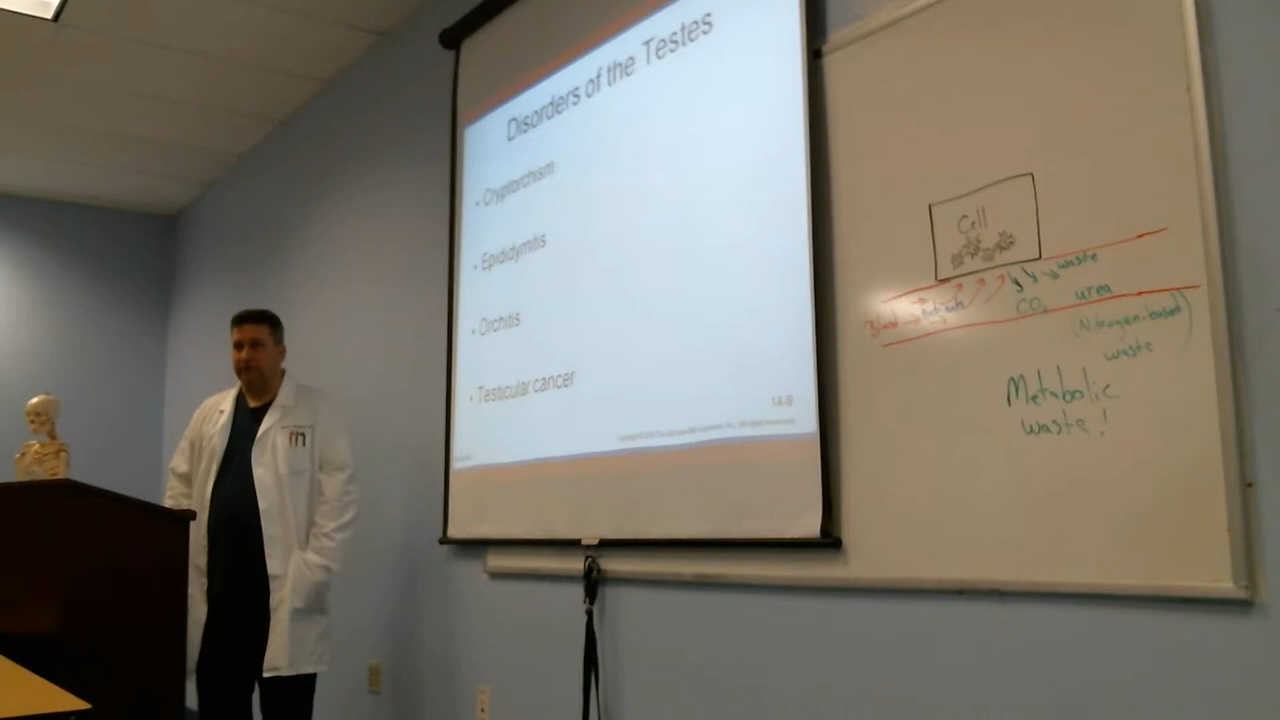 Disorders of the Testes
• Cryptorchism
• Epididymitis
• Orchitis
• Testicular cancer
14-9
Cell
waste
Blood
CO₂ urea
(Nitrogen-based)
waste
Metabolic
waste!